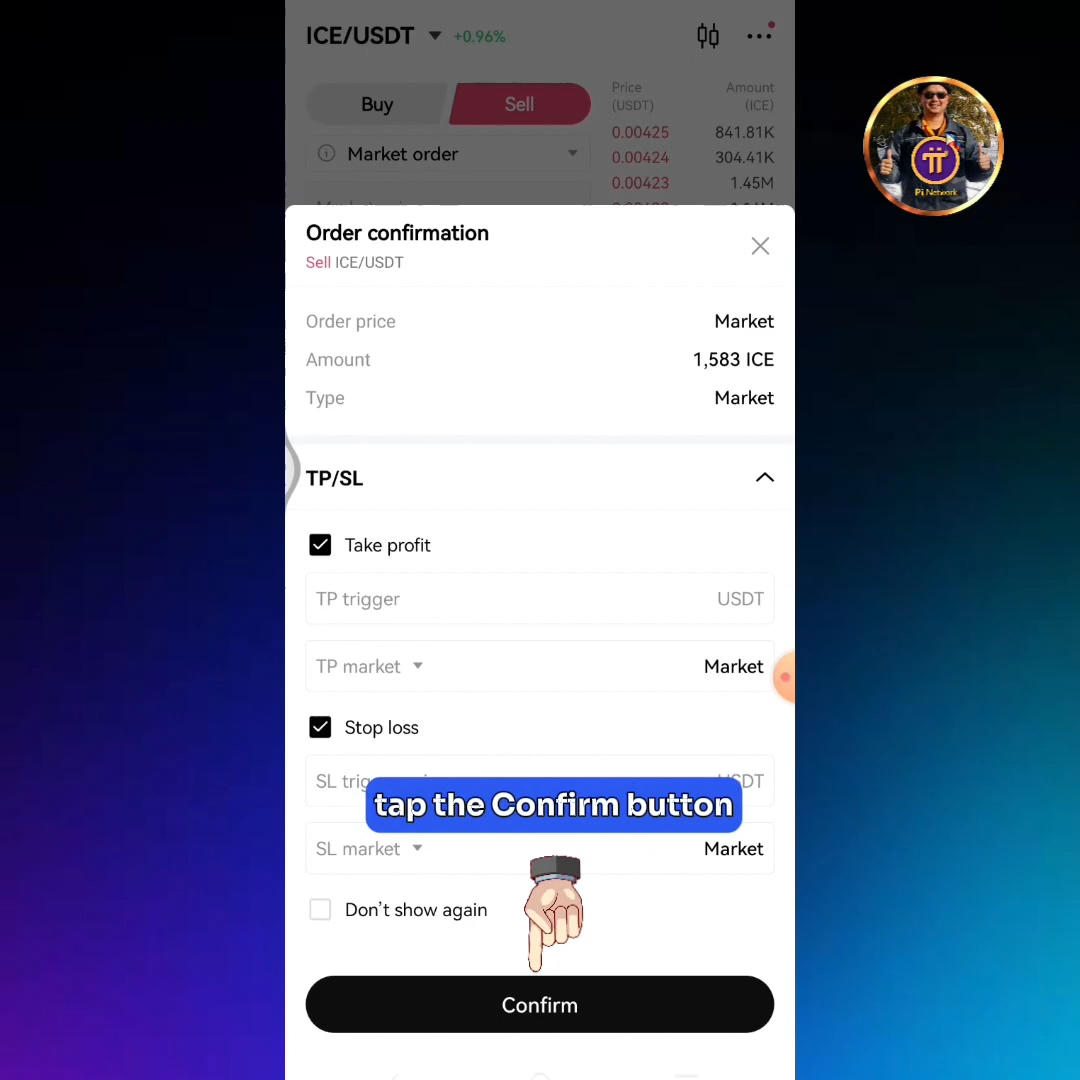 ICE/USDT +0.96%
Buy Sell
Price (USDT) Amount (ICE)
Market order
0.00425 841.81K
0.00424 304.41K
0.00423 1.45M
Pi Network
Order confirmation
Sell ICE/USDT
Order price Market
Amount 1,583 ICE
Type Market
TP/SL
Take profit
TP trigger USDT
TP market Market
Stop loss
SL
tap the Confirm button
SL market Market
Don’t show again
Confirm